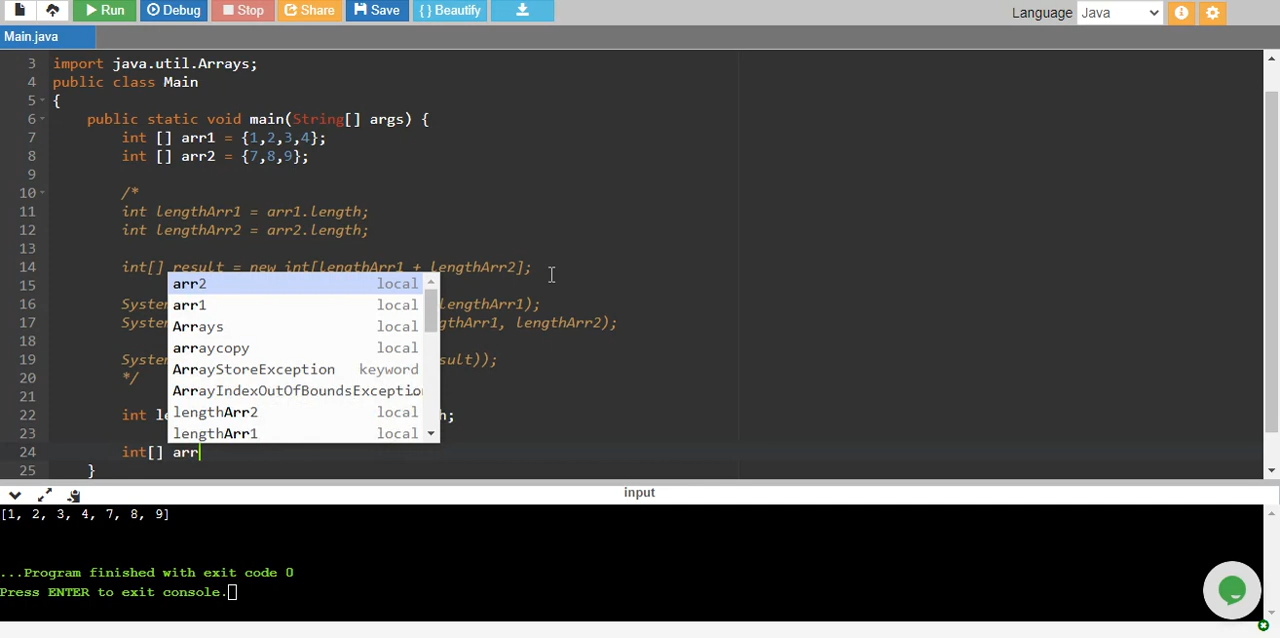 Run Debug Stop Share Save { } Beautify Language Java
Main.java
3 import java.util.Arrays;
4 public class Main
5 {
6 public static void main(String[] args) {
7 int [] arr1 = {1,2,3,4};
8 int [] arr2 = {7,8,9};
9
10 /*
11 int lengthArr1 = arr1.length;
12 int lengthArr2 = arr2.length;
13
14 int[] result = new int[lengthArr1 + lengthArr2];
15 arr2 local
arr1 local
16 System lengthArr1);
17 System gthArr1, lengthArr2);
Arrays local
18 arraycopy local
19 System sult));
ArrayStoreException keyword
20 */
ArrayIndexOutOfBoundsException
21 lengthArr2 local
22 int le h;
23 lengthArr1 local
24 int[] arr
25 }
input
[1, 2, 3, 4, 7, 8, 9]
...Program finished with exit code 0
Press ENTER to exit console.